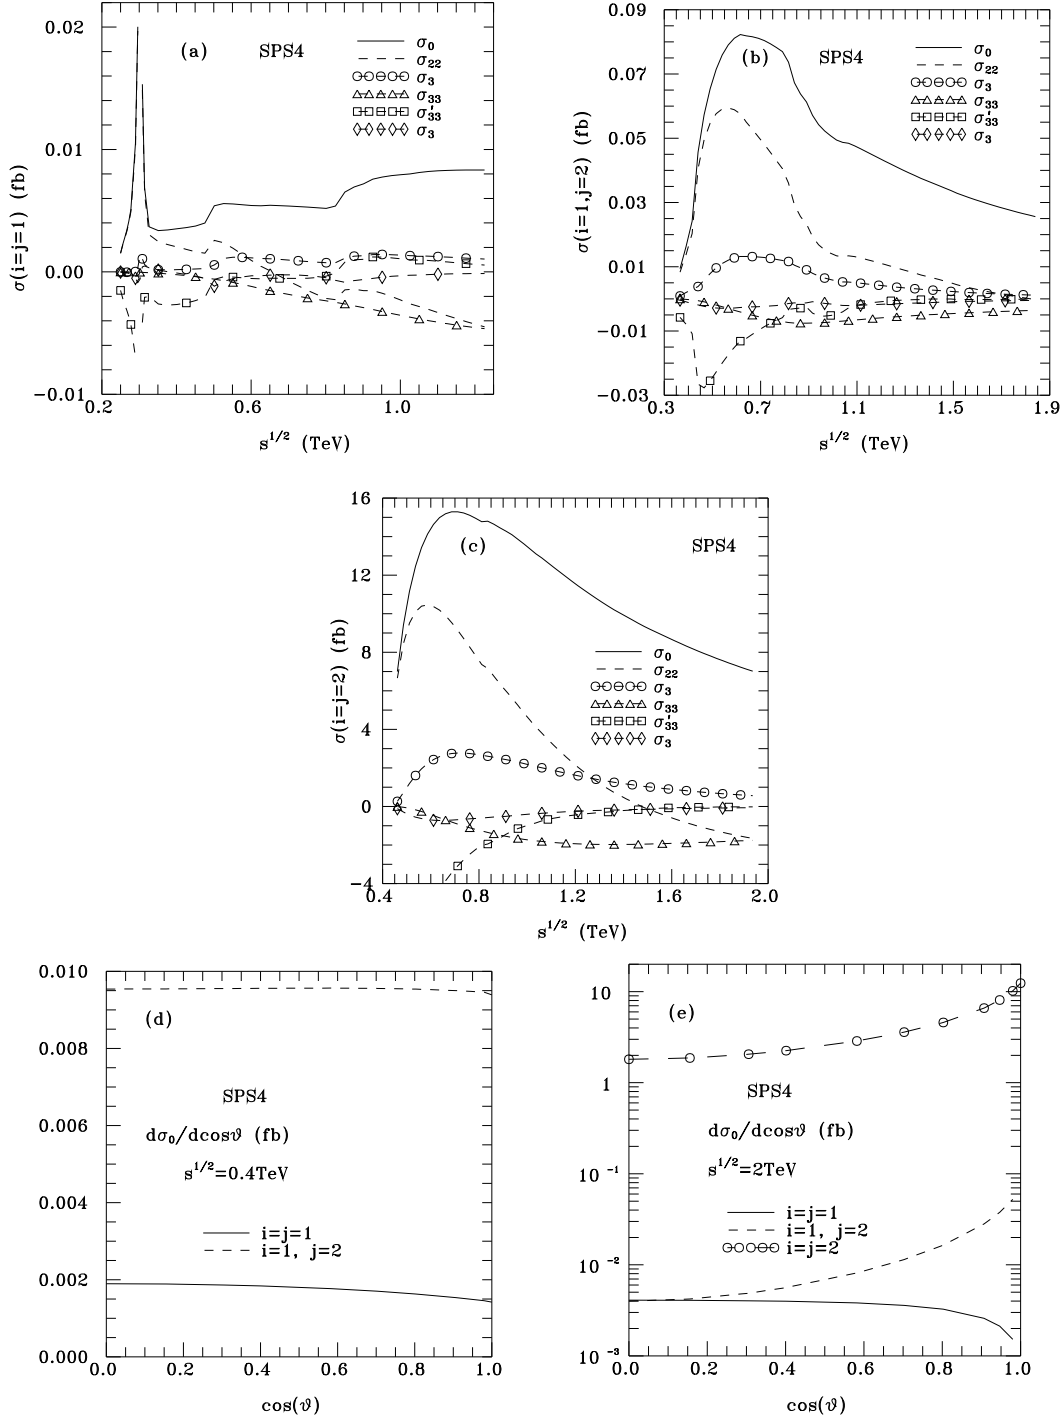 (a) SPS4
σ₀
σ₂₂
σ₃
σ₃₃
σ'₃₃
σ₃
0.02
0.01
0.00
−0.01
0.2 0.6 1.0
σ(i=j=1) (fb)
s^{1/2} (TeV)
(b) SPS4
σ₀
σ₂₂
σ₃
σ₃₃
σ'₃₃
σ₃
0.09
0.07
0.05
0.03
0.01
−0.01
−0.03
0.3 0.7 1.1 1.5 1.9
σ(i=1,j=2) (fb)
s^{1/2} (TeV)
(c) SPS4
σ₀
σ₂₂
σ₃
σ₃₃
σ'₃₃
σ₃
16
12
8
4
0
−4
0.4 0.8 1.2 1.6 2.0
σ(i=j=2) (fb)
s^{1/2} (TeV)
0.010
0.008
0.006
0.004
0.002
0.000
(d)
SPS4
dσ₀/dcosϑ (fb)
s^{1/2}=0.4TeV
i=j=1
i=1, j=2
0.0 0.2 0.4 0.6 0.8 1.0
cos(ϑ)
10
1
10⁻¹
10⁻²
10⁻³
(e)
SPS4
dσ₀/dcosϑ (fb)
s^{1/2}=2TeV
i=j=1
i=1, j=2
i=j=2
0.0 0.2 0.4 0.6 0.8 1.0
cos(ϑ)